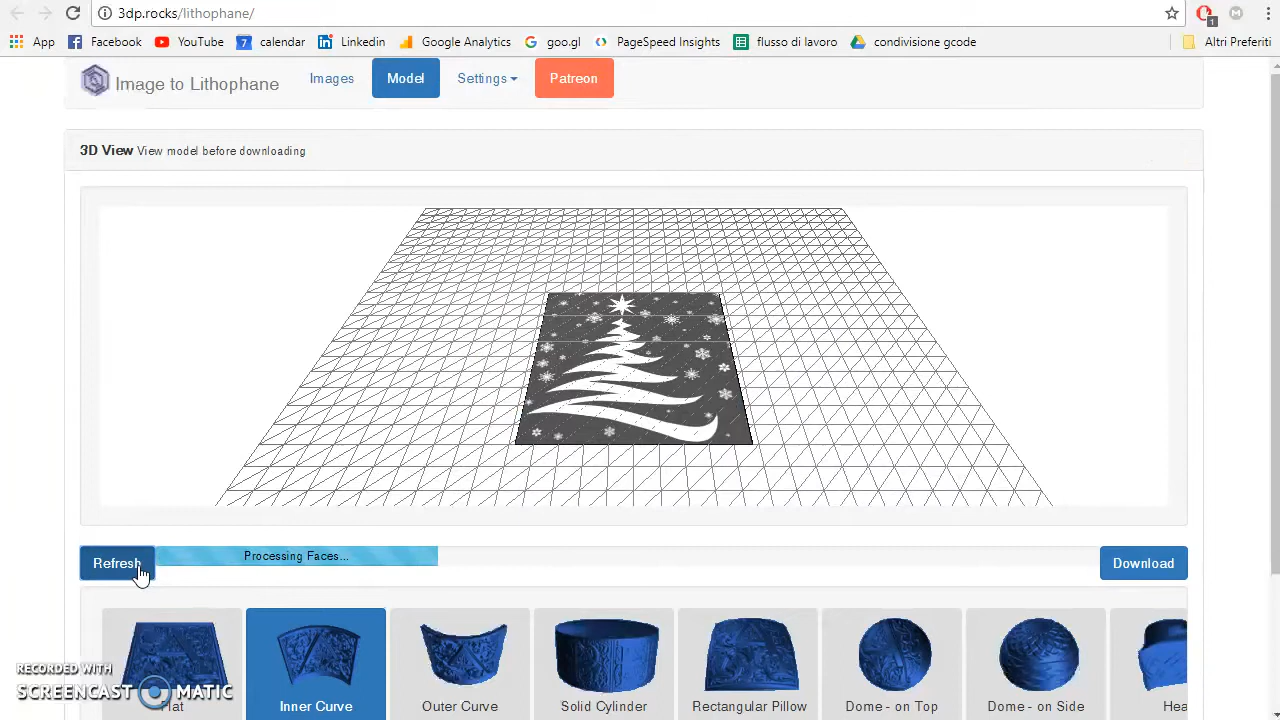 3dp.rocks/lithophane/
1
App Facebook YouTube 7 calendar Linkedin Google Analytics goo.gl PageSpeed Insights flusso di lavoro condivisione gcode Altri Preferiti
Image to Lithophane Images Model Settings Patreon
3D View View model before downloading
Refresh Processing Faces... Download
Flat Inner Curve Outer Curve Solid Cylinder Rectangular Pillow Dome - on Top Dome - on Side Hea
RECORDED WITH
SCREENCAST MATIC